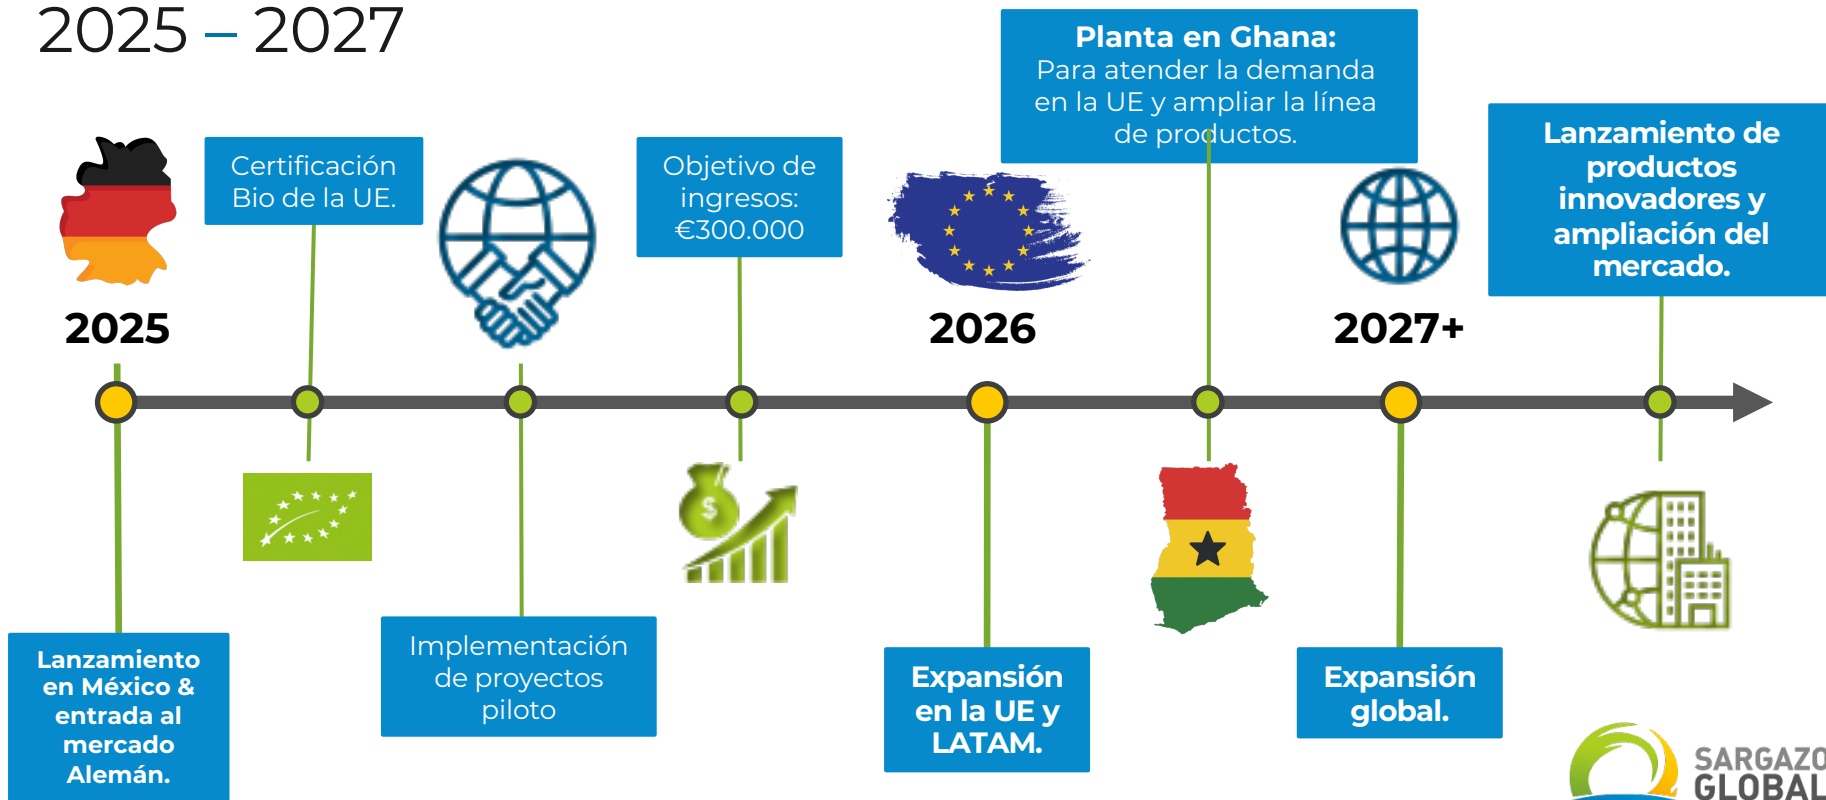 2025 – 2027
Planta en Ghana:
Para atender la demanda
en la UE y ampliar la línea
de productos.
Certificación
Bio de la UE.
Objetivo de
ingresos:
€300.000
Lanzamiento de
productos
innovadores y
ampliación del
mercado.
2025
2026
2027+
$
Lanzamiento
en México &
entrada al
mercado
Alemán.
Implementación
de proyectos
piloto
Expansión
en la UE y
LATAM.
Expansión
global.
SARGAZO
GLOBAL